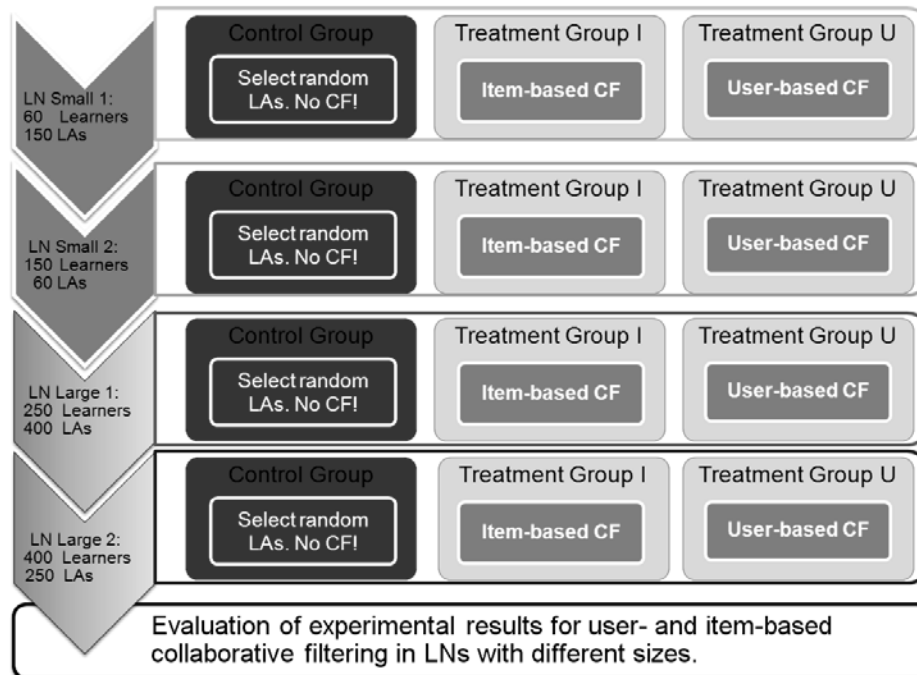 Control Group
Treatment Group I
Treatment Group U
Select random
LAs. No CF!
Item-based CF
User-based CF
LN Small 1:
60 Learners
150 LAs
Control Group
Treatment Group I
Treatment Group U
Select random
LAs. No CF!
Item-based CF
User-based CF
LN Small 2:
150 Learners
60 LAs
Control Group
Treatment Group I
Treatment Group U
Select random
LAs. No CF!
Item-based CF
User-based CF
LN Large 1:
250 Learners
400 LAs
Control Group
Treatment Group I
Treatment Group U
Select random
LAs. No CF!
Item-based CF
User-based CF
LN Large 2:
400 Learners
250 LAs
Evaluation of experimental results for user- and item-based
collaborative filtering in LNs with different sizes.